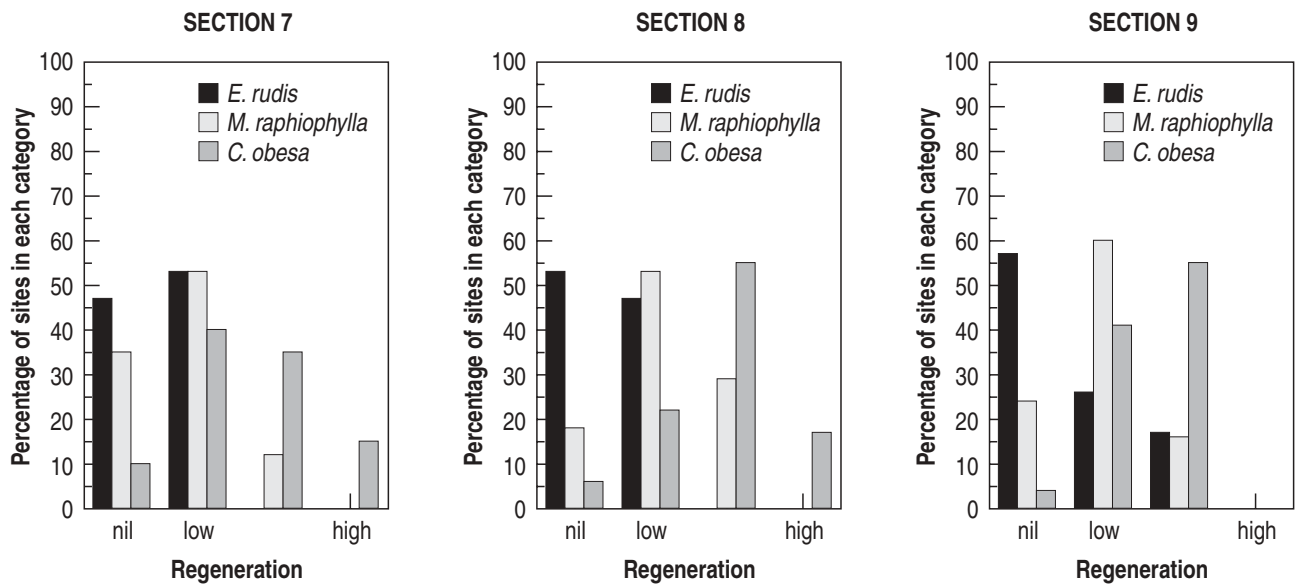 SECTION 7
Percentage of sites in each category
100
90
80
70
60
50
40
30
20
10
0
E. rudis
M. raphiophylla
C. obesa
nil low high
Regeneration
SECTION 8
Percentage of sites in each category
100
90
80
70
60
50
40
30
20
10
0
E. rudis
M. raphiophylla
C. obesa
nil low high
Regeneration
SECTION 9
Percentage of sites in each category
100
90
80
70
60
50
40
30
20
10
0
E. rudis
M. raphiophylla
C. obesa
nil low high
Regeneration